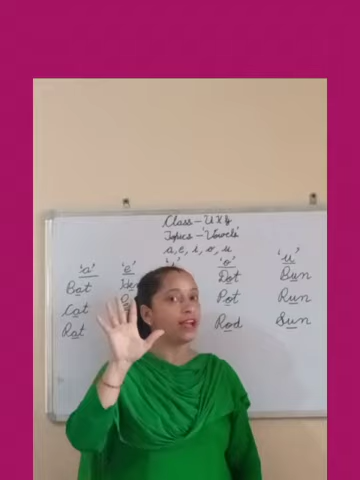 Class - UKG
Topics - 'Vowels'
a, e, i, o, u
'a' 'e' 'o' 'u'
Bat Dot Bun
Cat Pot Run
Rat Rod Sun